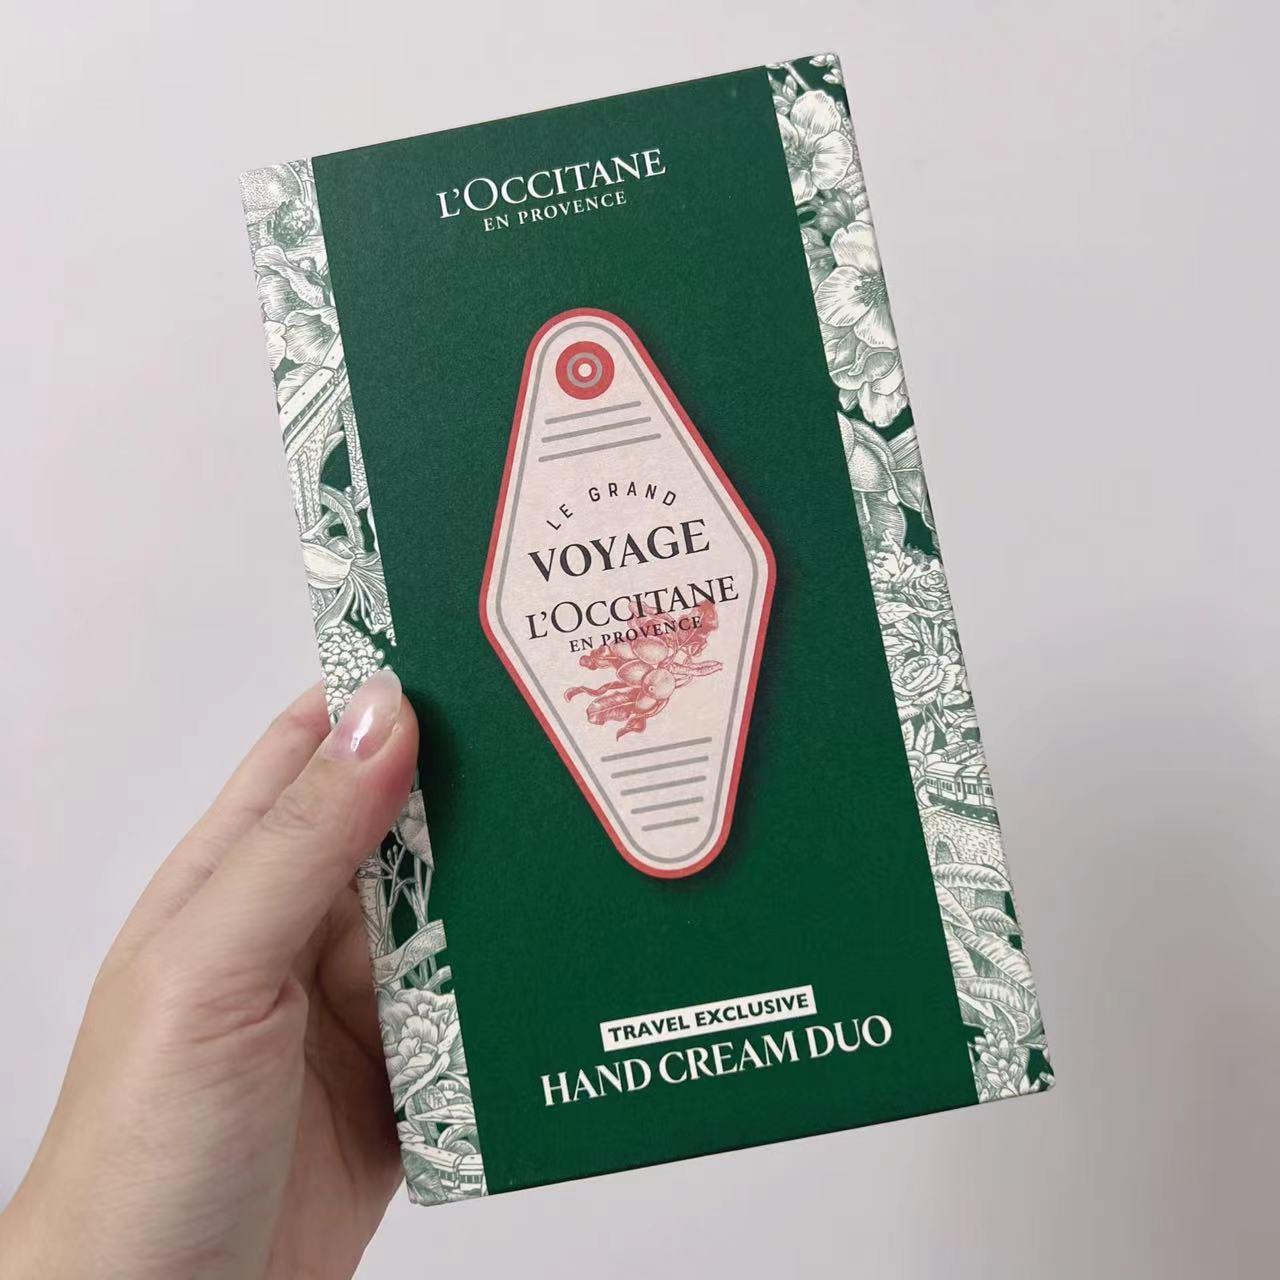 L'OCCITANE
EN PROVENCE
LE GRAND
VOYAGE
L'OCCITANE
EN PROVENCE
TRAVEL EXCLUSIVE
HAND CREAM DUO